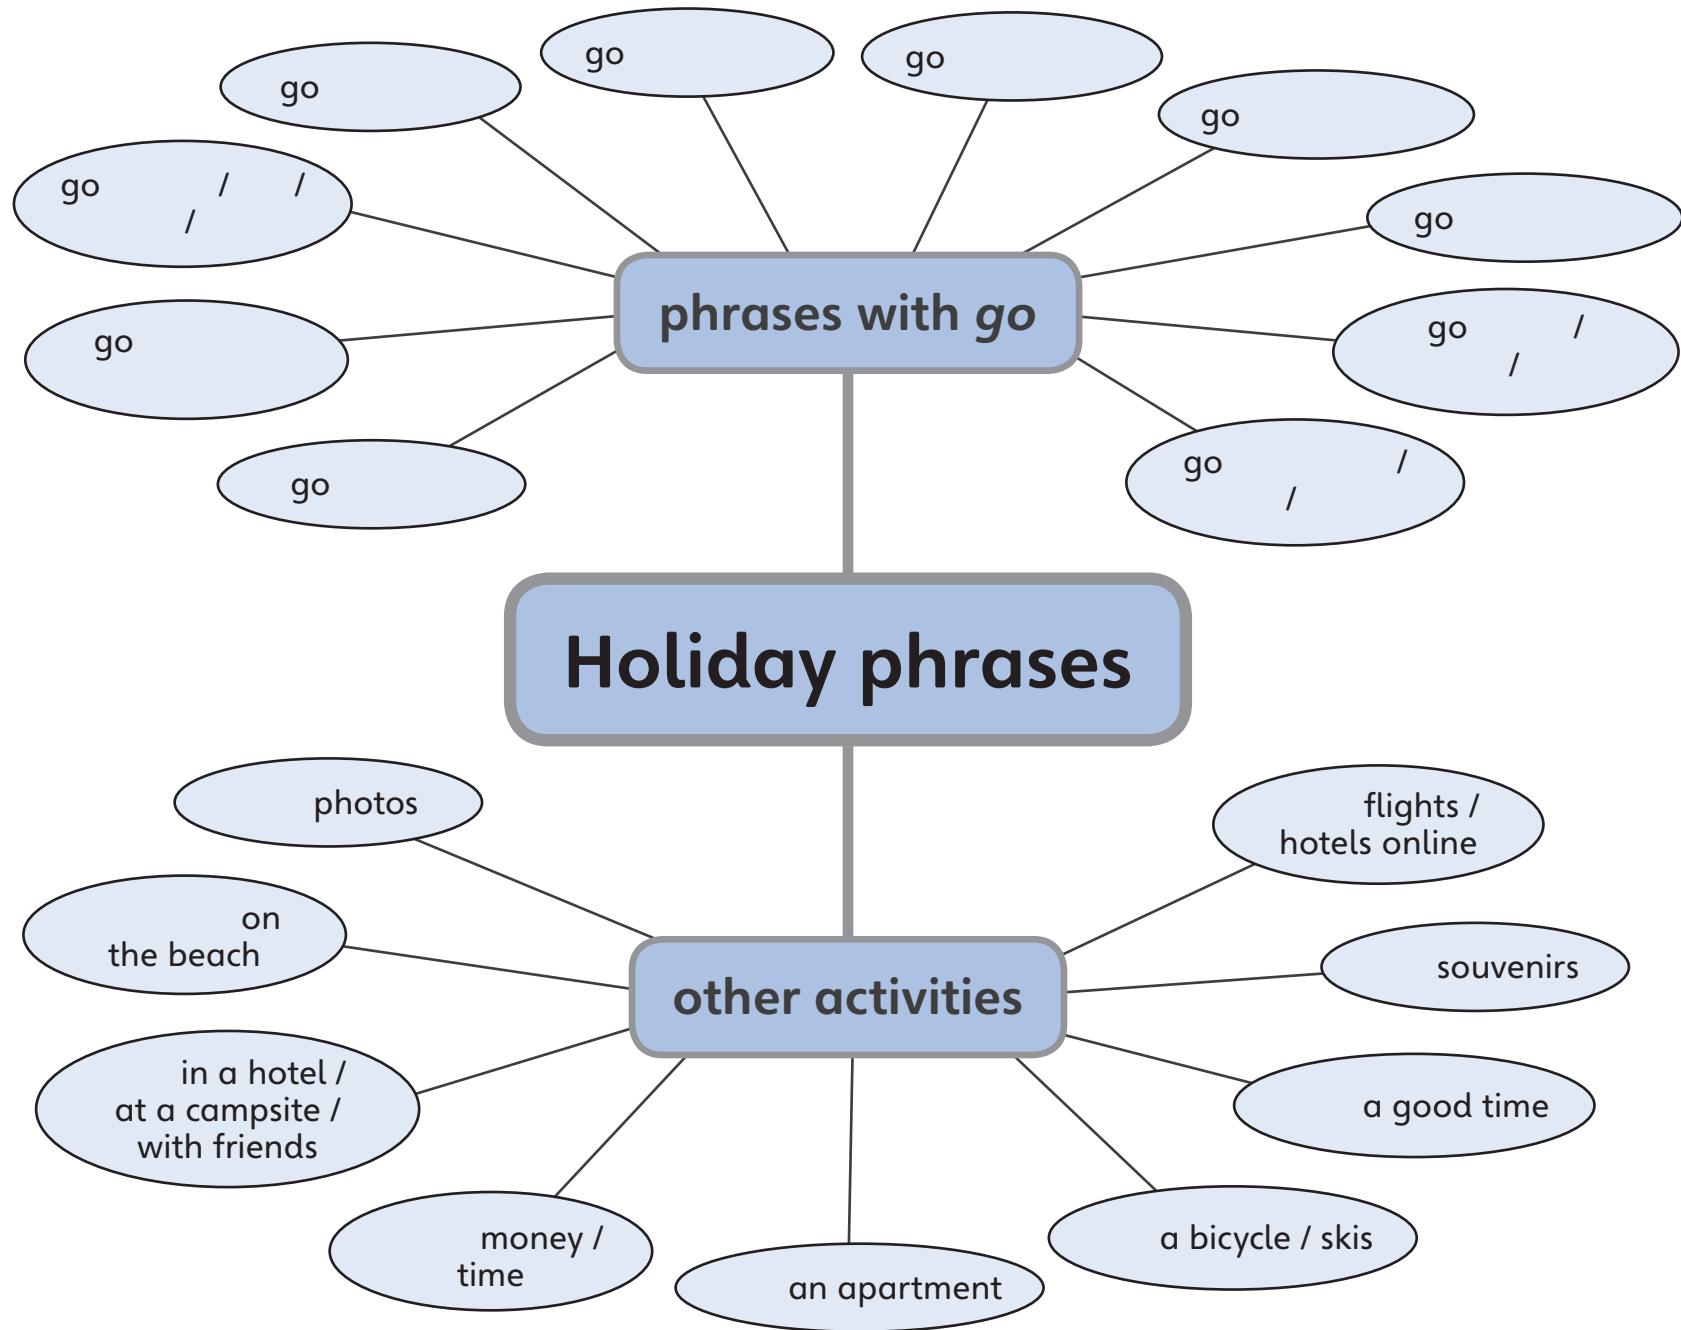 go
go
go
go
go / /
/
go
go
go /
/
go
go /
/
phrases with go
Holiday phrases
photos
on
the beach
in a hotel /
at a campsite /
with friends
money /
time
an apartment
a bicycle / skis
a good time
souvenirs
flights /
hotels online
other activities